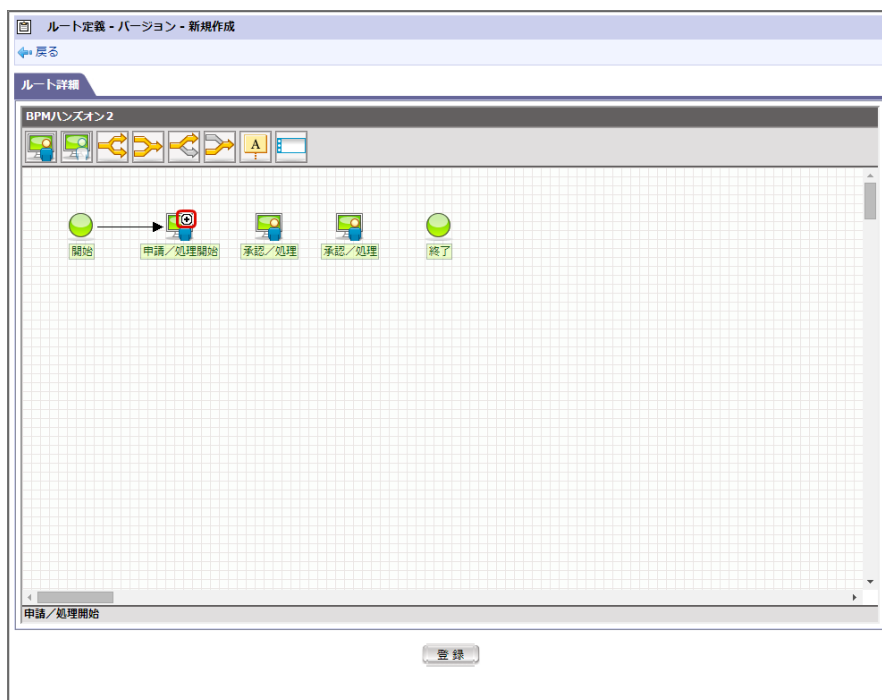 ルート定義 - バージョン - 新規作成
戻る
ルート詳細
BPMハンズオン2
A
開始
申請／処理開始
承認／処理
承認／処理
終了
申請／処理開始
登録